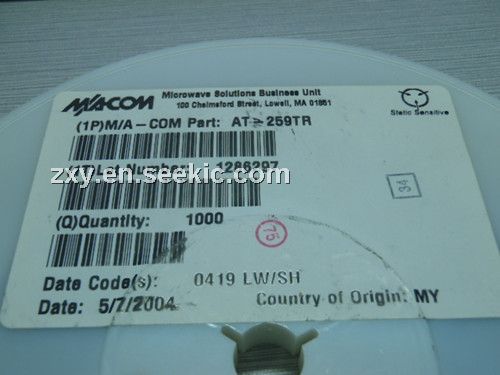 M/ACOM
Microwave Solutions Business Unit
100 Chelmsford Street, Lowell, MA 01851
Static Sensitive
(1P)M/A-COM Part: AT-259TR
Number: 1286297
zxy.en.seekic.com
34
(Q)Quantity: 1000
75
Date Code(s): 0419 LW/SH
Date: 5/7/2004
Country of Origin: MY